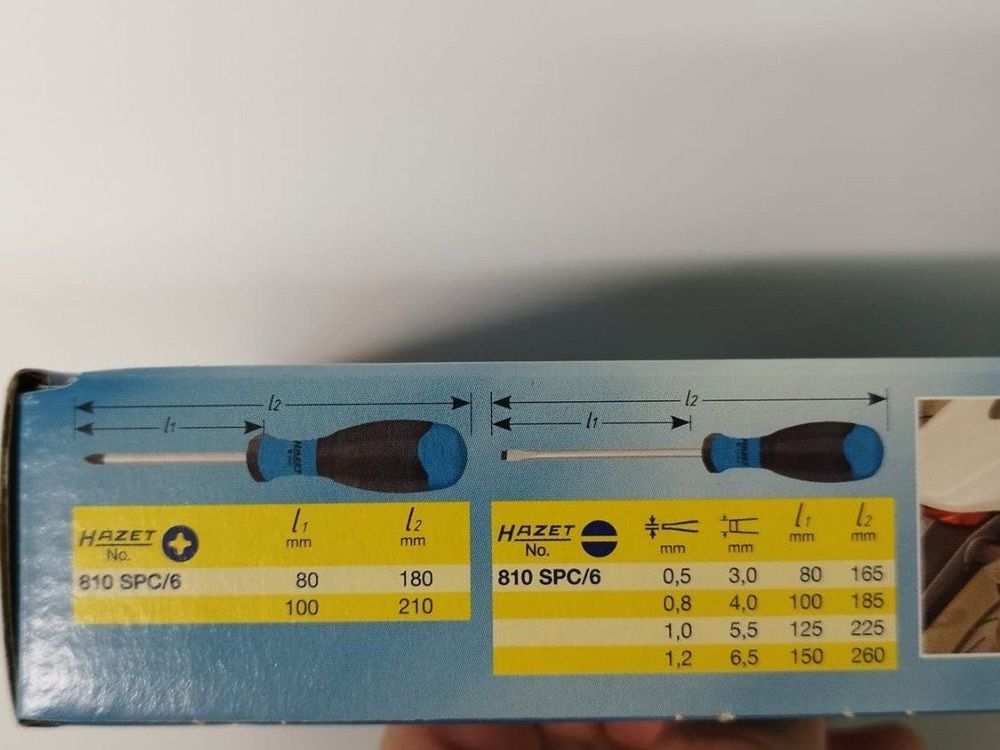 l2
l1
HAZET
HAZET
No.
l1
mm
l2
mm
810 SPC/6 80 180
100 210
l2
l1
HAZET
No.
mm
mm
l1
mm
l2
mm
810 SPC/6 0,5 3,0 80 165
0,8 4,0 100 185
1,0 5,5 125 225
1,2 6,5 150 260